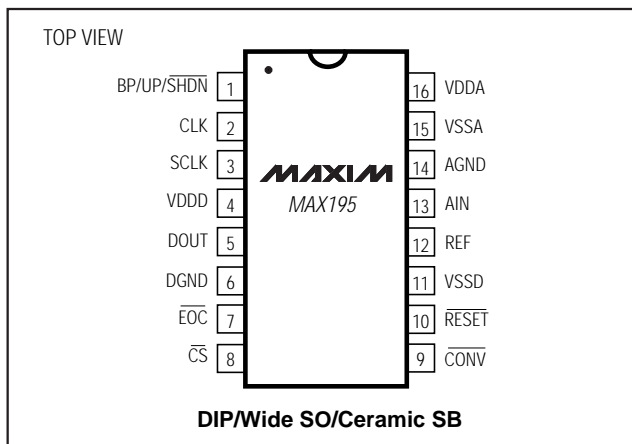 TOP VIEW
BP/UP/SHDN 1
CLK 2
SCLK 3
VDDD 4
DOUT 5
DGND 6
EOC 7
CS 8
MAXIM
MAX195
16 VDDA
15 VSSA
14 AGND
13 AIN
12 REF
11 VSSD
10 RESET
9 CONV
DIP/Wide SO/Ceramic SB